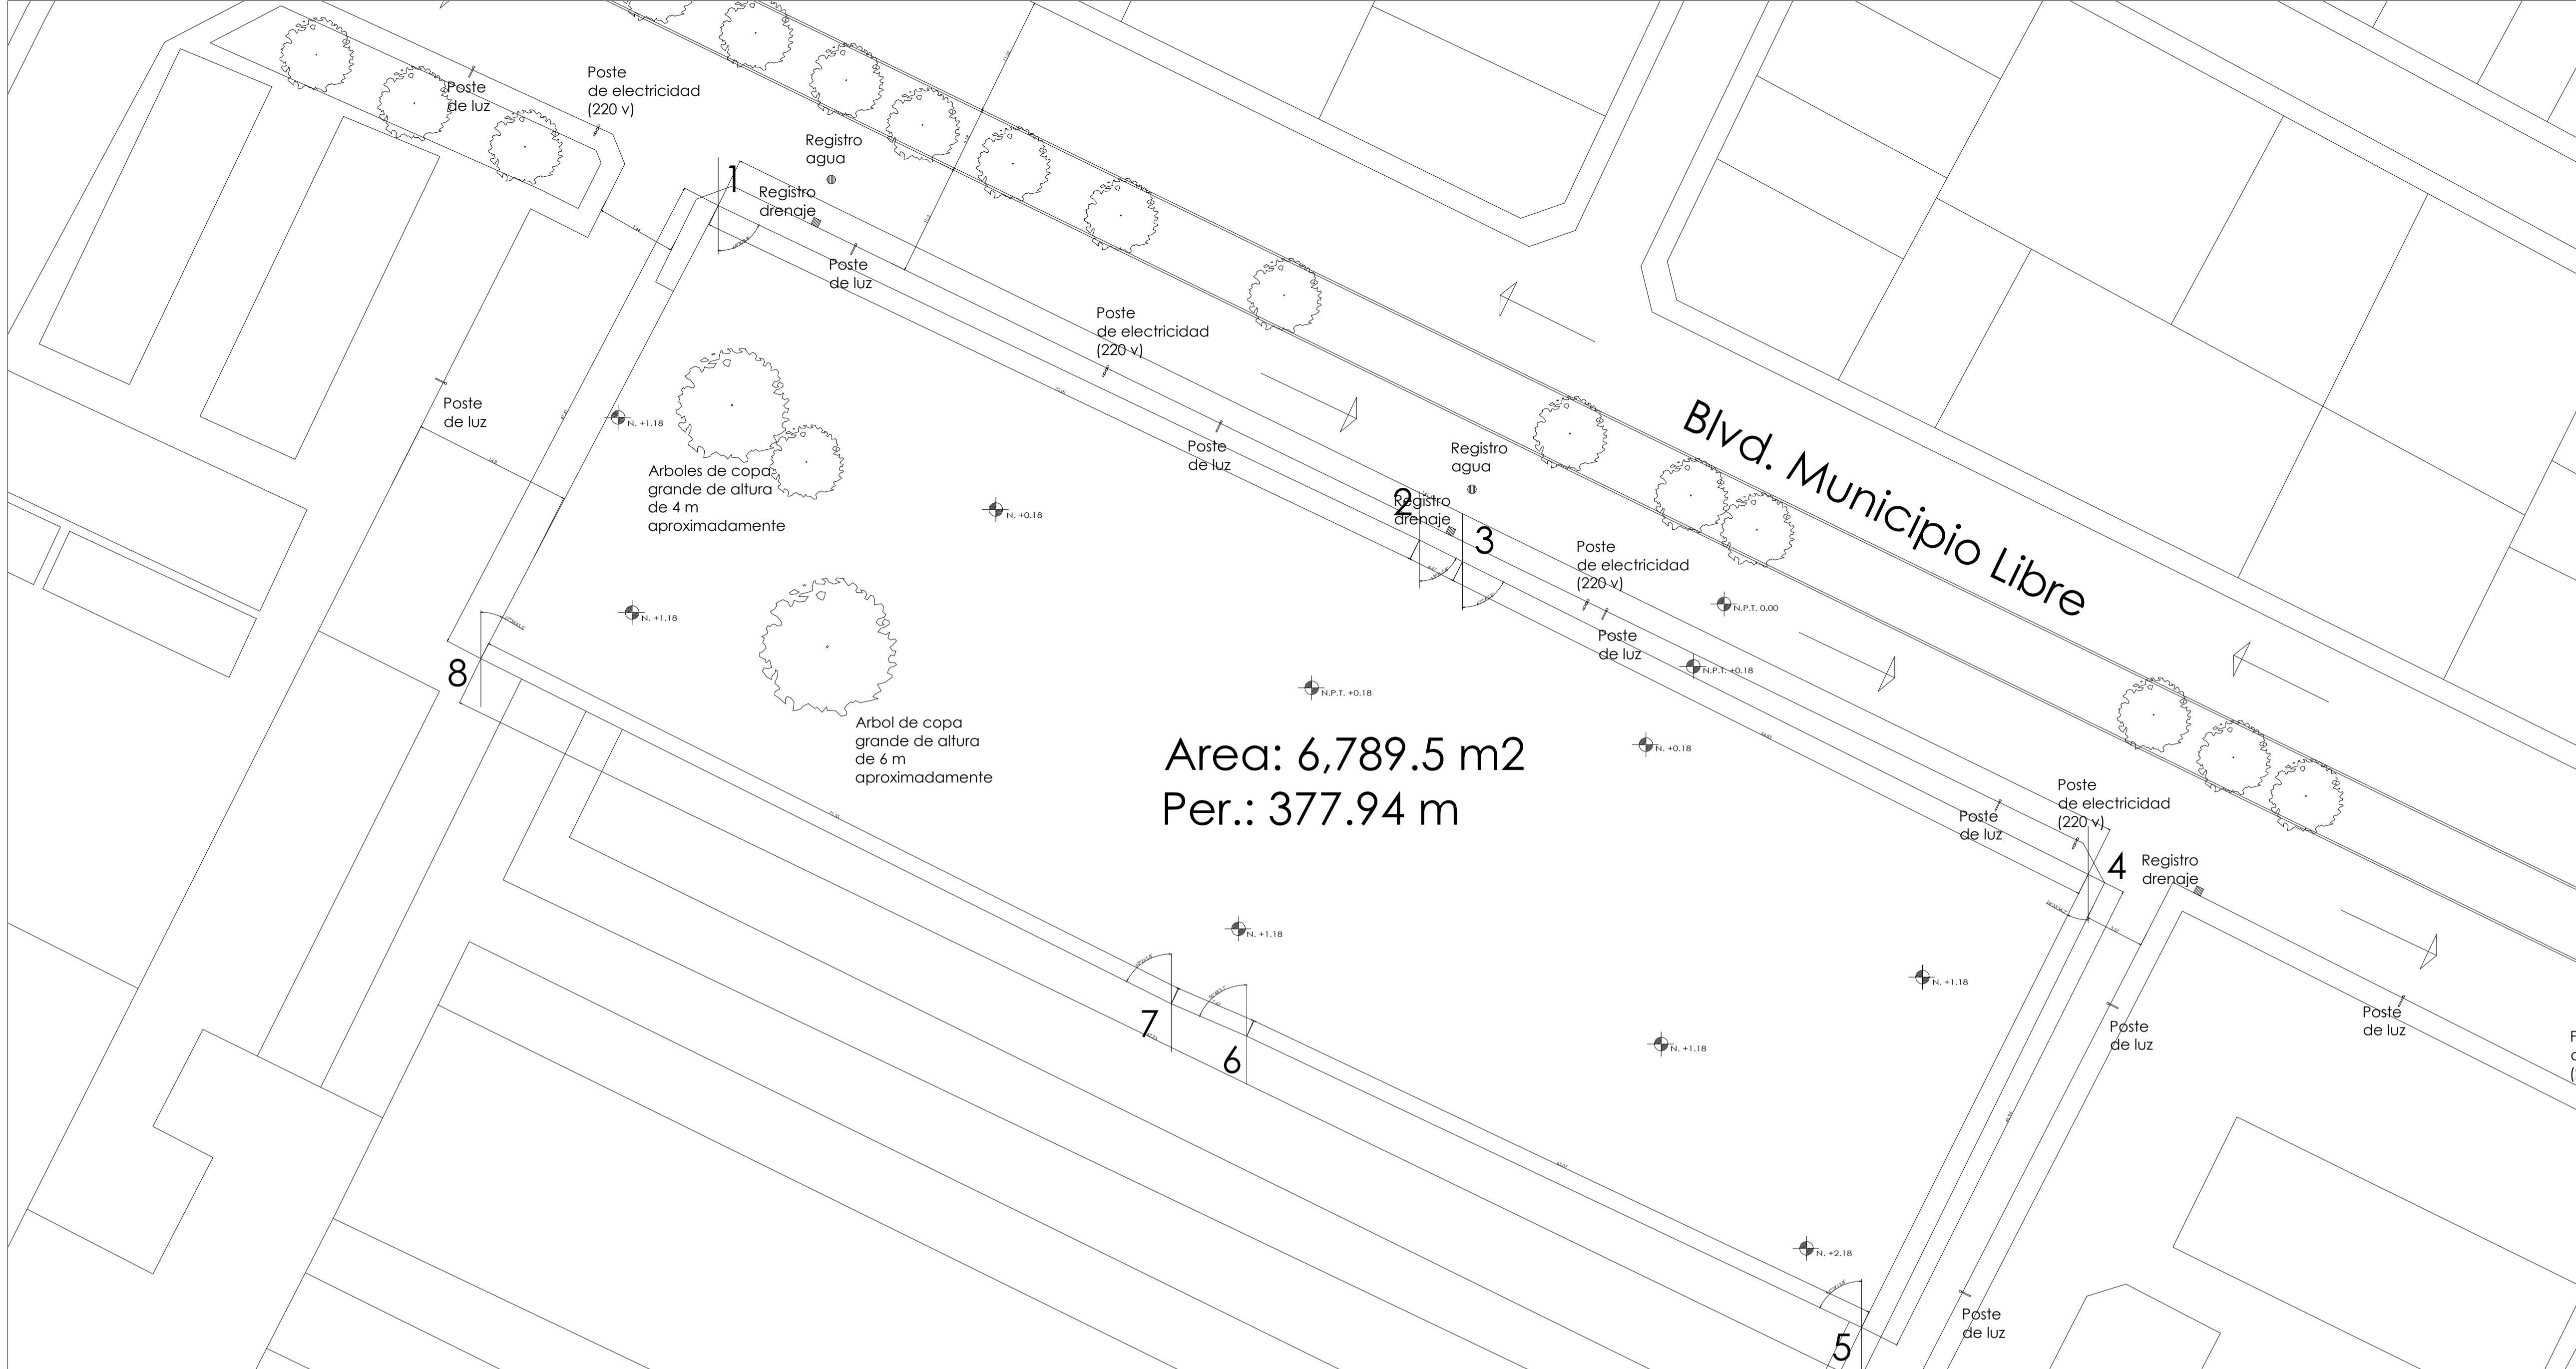 Poste
de luz
Poste
de electricidad
(220 v)
Registro
agua
1
Registro
drenaje
Poste
de luz
Poste
de electricidad
(220 v)
Poste
de luz
N. +1.18
Poste
de luz
Blvd. Municipio Libre
Registro
agua
Arboles de copa
grande de altura
de 4 m
aproximadamente
2
Registro
drenaje
N. +0.18
3
Poste
de electricidad
(220 v)
N.P.T. 0.00
N. +1.18
Poste
de luz
8
N.P.T. +0.18
N.P.T. +0.18
Arbol de copa
grande de altura
de 6 m
aproximadamente
N. +0.18
Area: 6,789.5 m2
Per.: 377.94 m
Poste
de electricidad
(220 v)
Poste
de luz
4
Registro
drenaje
N. +1.18
N. +1.18
7
6
Poste
de luz
Poste
de luz
N. +1.18
N. +2.18
Poste
de luz
5